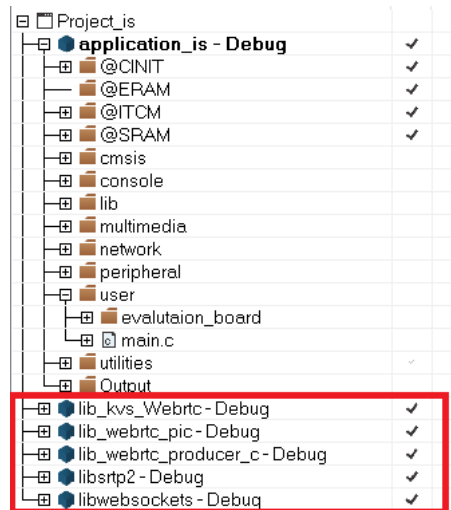 Project_is
application_is - Debug
@CINIT
@ERAM
@ITCM
@SRAM
cmsis
console
lib
multimedia
network
peripheral
user
evalutaion_board
main.c
utilities
Output
lib_kvs_Webrtc - Debug
lib_webrtc_pic - Debug
lib_webrtc_producer_c - Debug
libsrtp2 - Debug
libwebsockets - Debug